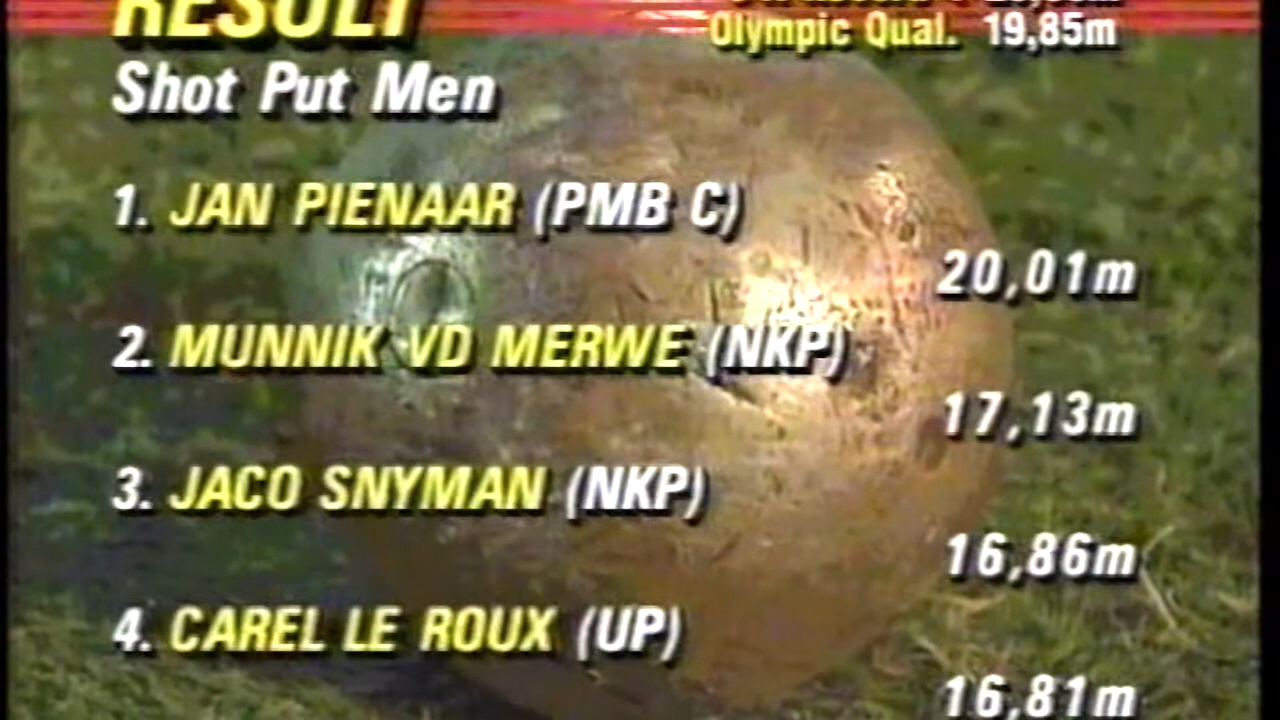 RESULT
Olympic Qual. 19,85m
Shot Put Men
1. JAN PIENAAR (PMB C)
20,01m
2. MUNNIK VD MERWE (NKP)
17,13m
3. JACO SNYMAN (NKP)
16,86m
4. CAREL LE ROUX (UP)
16,81m